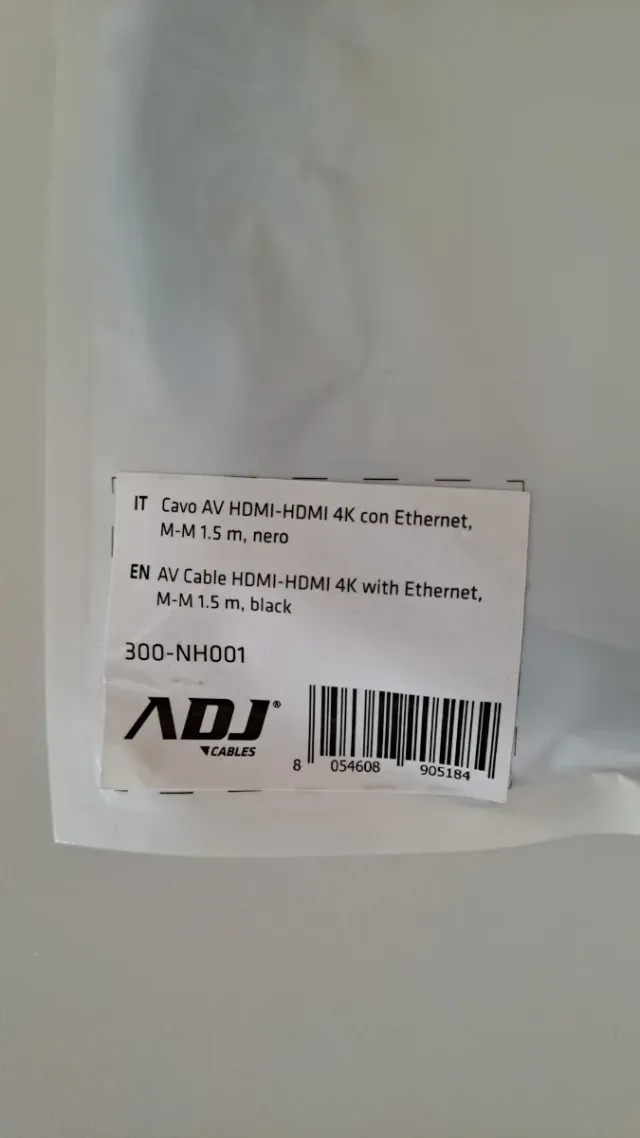 IT Cavo AV HDMI-HDMI 4K con Ethernet,
M-M 1.5 m, nero
EN AV Cable HDMI-HDMI 4K with Ethernet,
M-M 1.5 m, black
300-NH001
ADJ®
CABLES
8 054608 905184